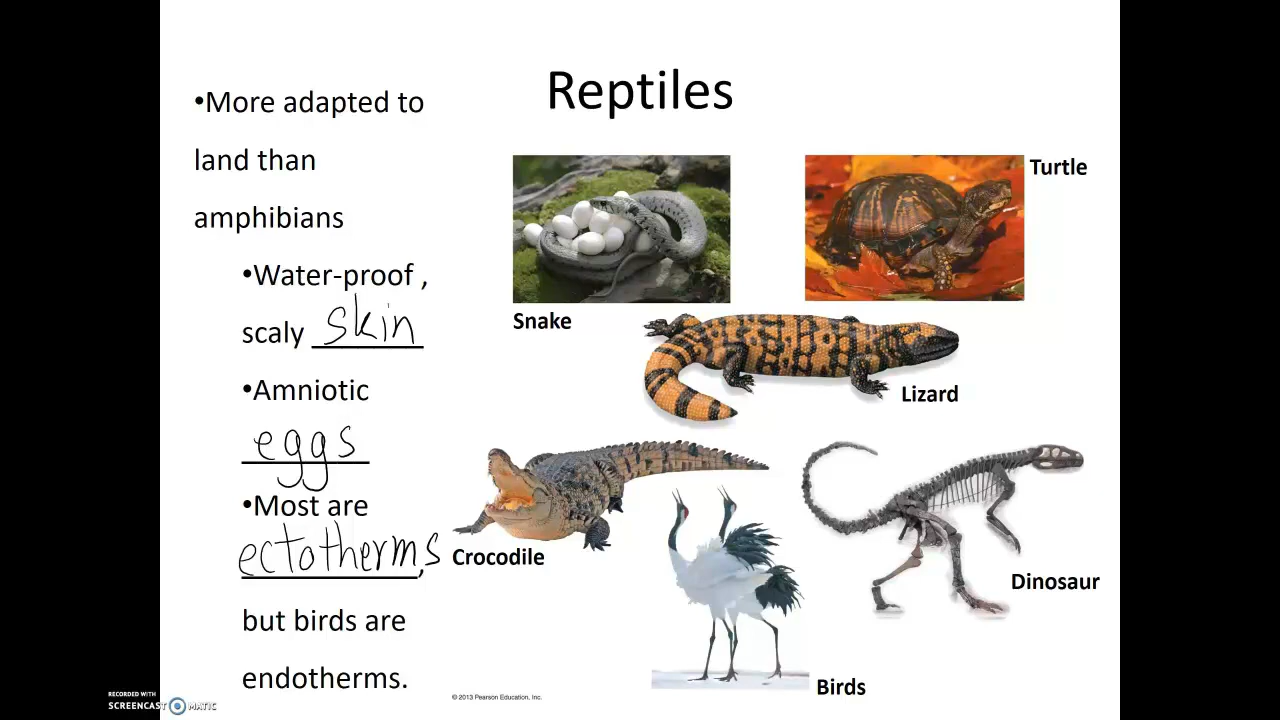 Reptiles
•More adapted to
land than
amphibians
•Water-proof ,
scaly skin
•Amniotic
eggs
•Most are
ectotherms,
but birds are
endotherms.
Snake
Turtle
Lizard
Crocodile
Dinosaur
Birds
© 2013 Pearson Education, Inc.
RECORDED WITH
SCREENCAST MATIC